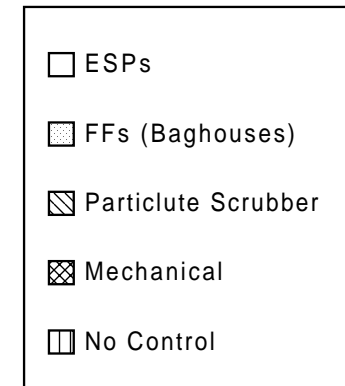 ESPs
FFs (Baghouses)
Particlute Scrubber
Mechanical
No Control